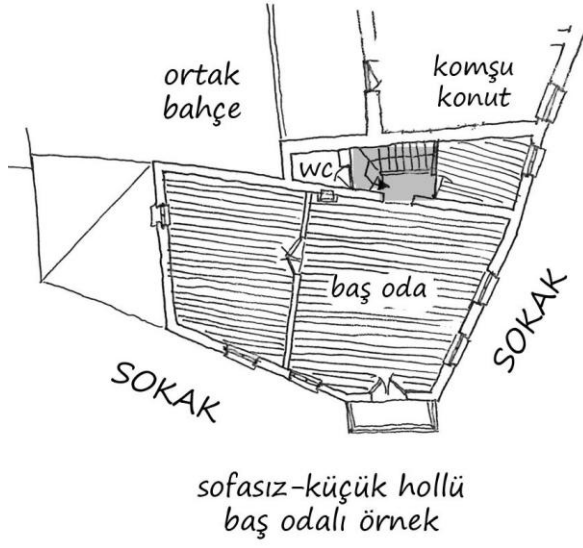 ortak
bahçe
komşu
konut
wc
baş oda
SOKAK
SOKAK
sofasız-küçük hollü
baş odalı örnek